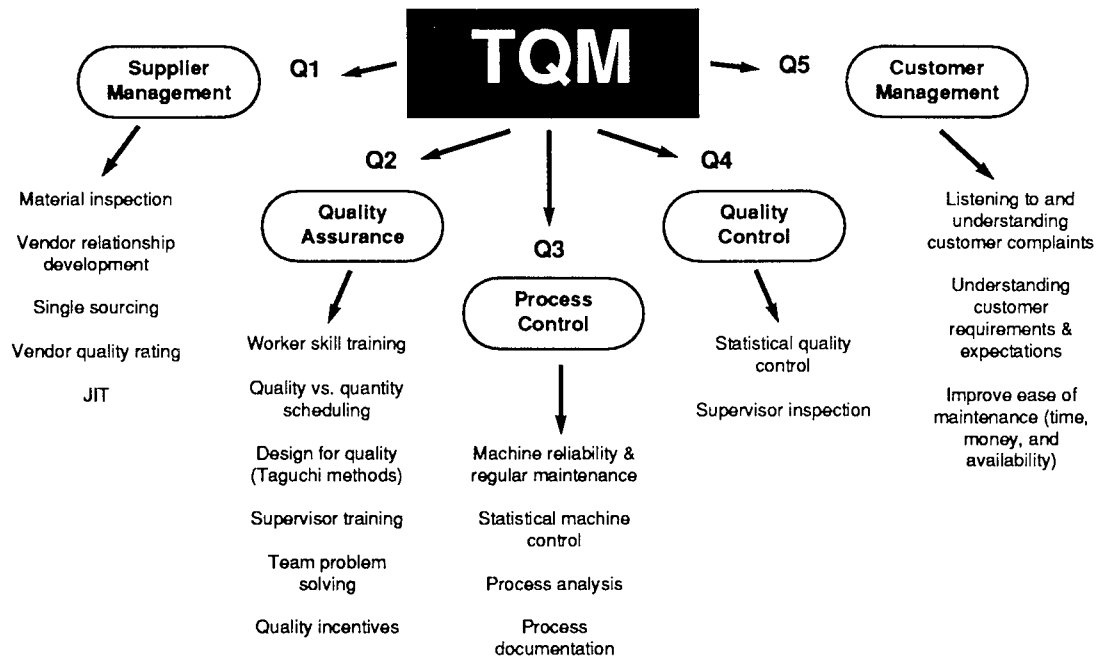 TQM
Q1
Supplier
Management
Material inspection
Vendor relationship
development
Single sourcing
Vendor quality rating
JIT
Q2
Quality
Assurance
Worker skill training
Quality vs. quantity
scheduling
Design for quality
(Taguchi methods)
Supervisor training
Team problem
solving
Quality incentives
Q3
Process
Control
Machine reliability &
regular maintenance
Statistical machine
control
Process analysis
Process
documentation
Q4
Quality
Control
Statistical quality
control
Supervisor inspection
Q5
Customer
Management
Listening to and
understanding
customer complaints
Understanding
customer
requirements &
expectations
Improve ease of
maintenance (time,
money, and
availability)